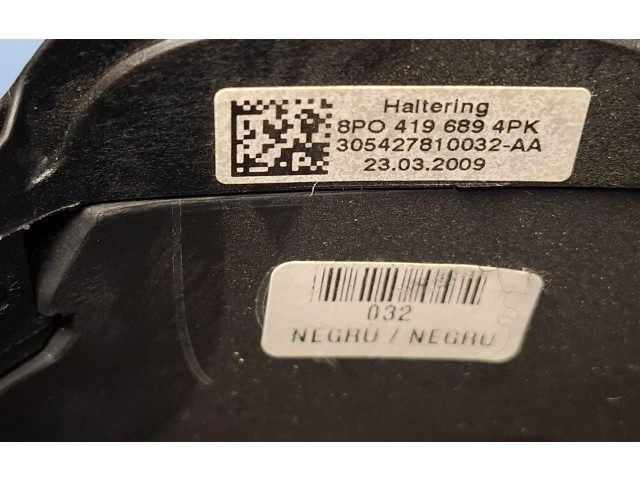 Haltering
8PO 419 689 4PK
305427810032-AA
23.03.2009
032
NEGRU / NEGRU